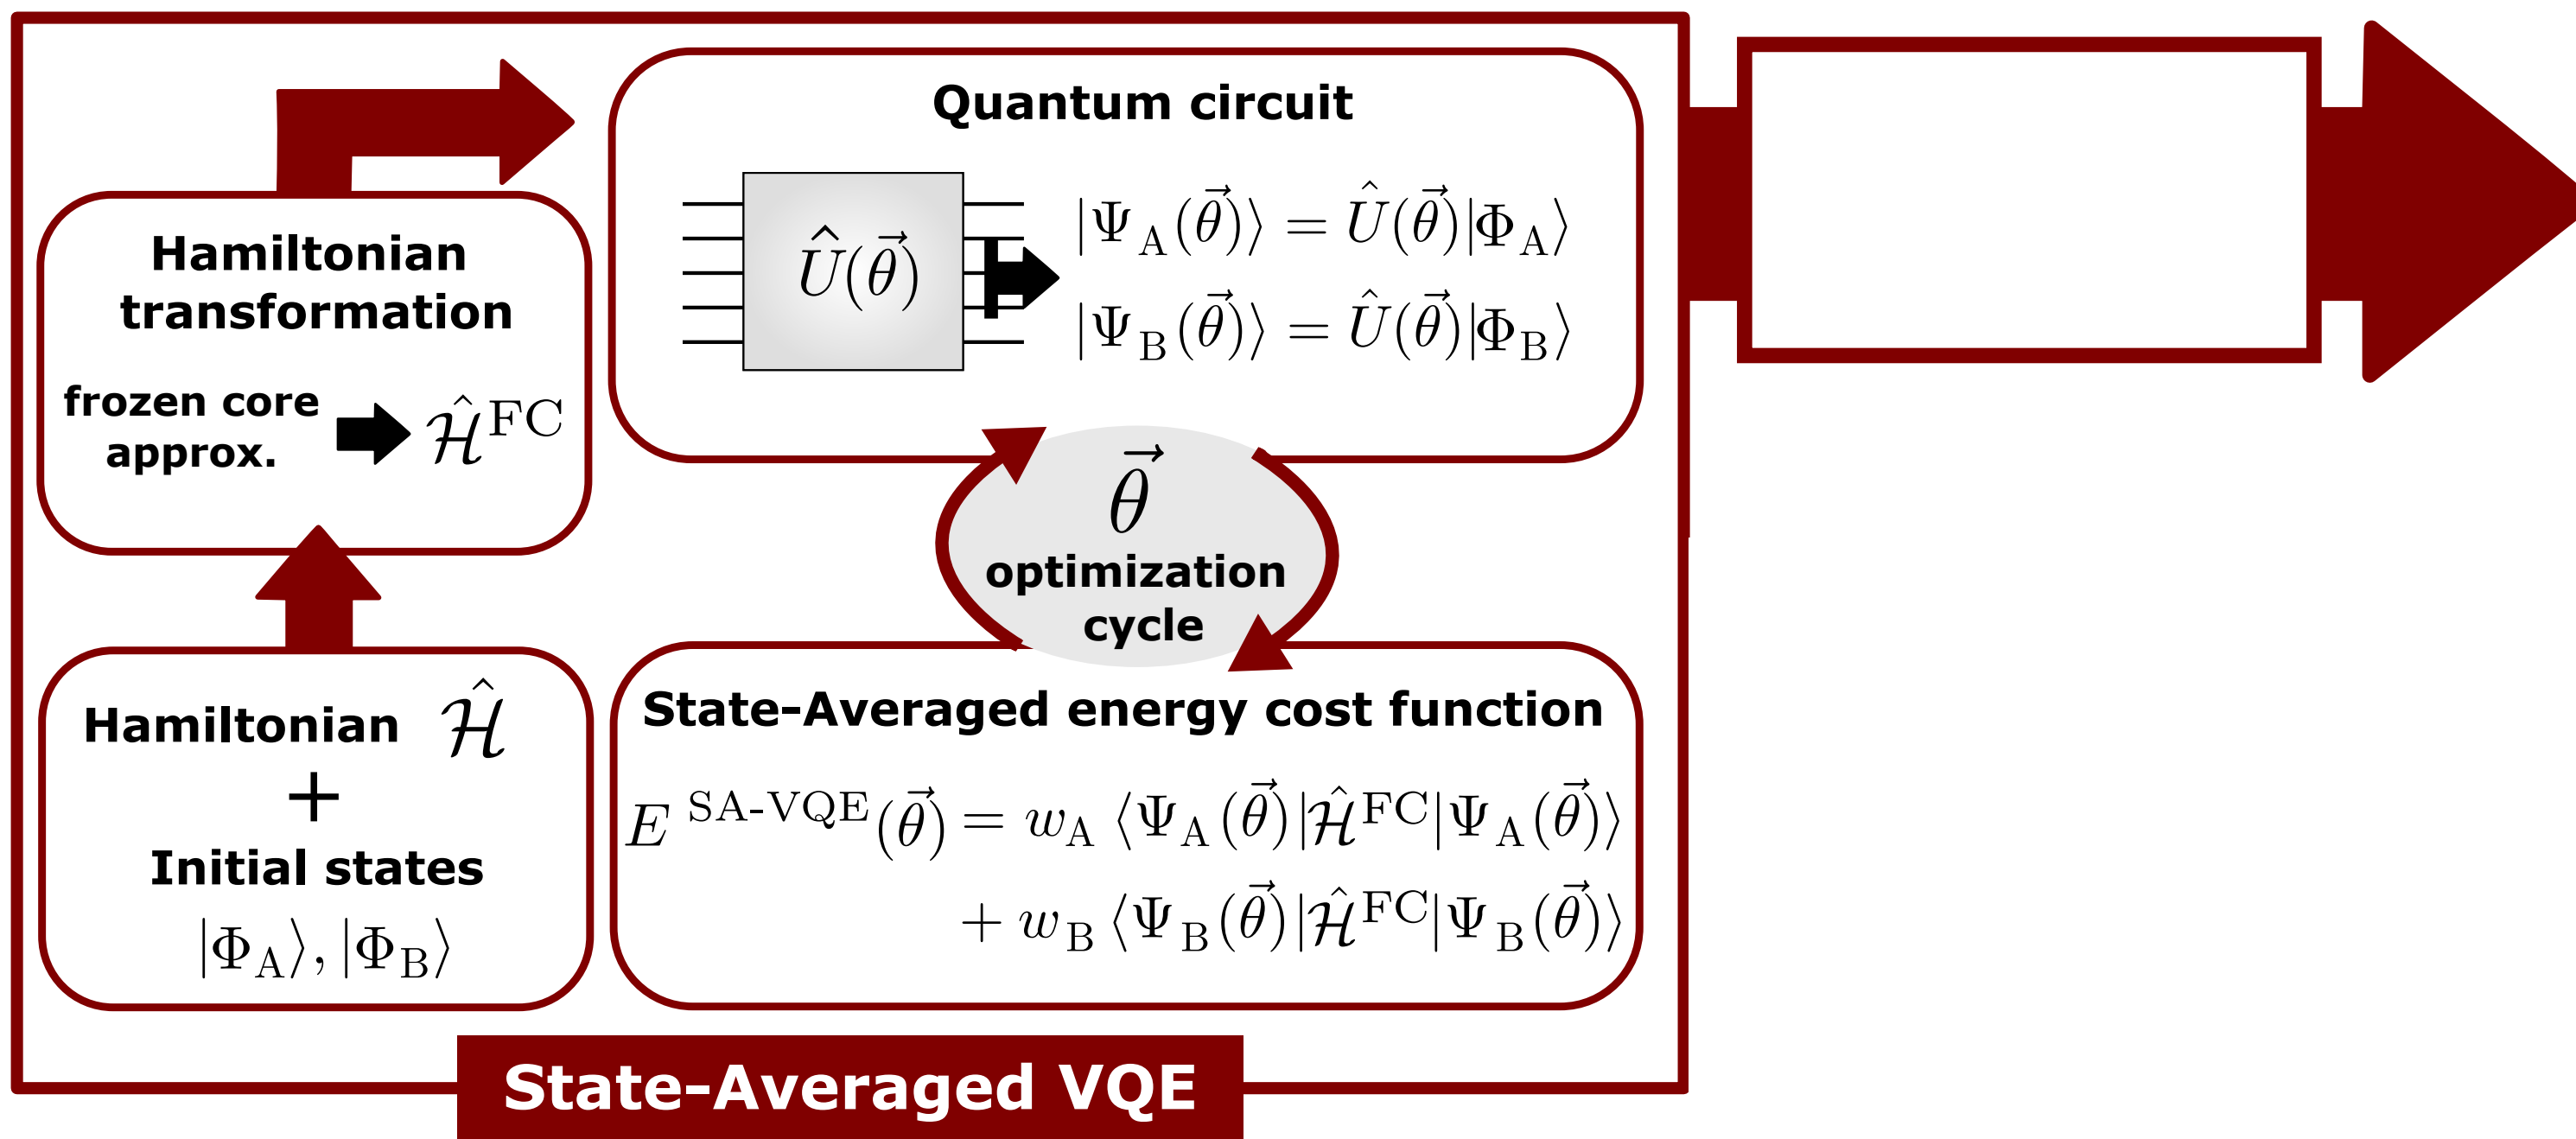 Quantum circuit
Û(θ⃗)
|Ψ_A(θ⃗)⟩ = Û(θ⃗)|Φ_A⟩
|Ψ_B(θ⃗)⟩ = Û(θ⃗)|Φ_B⟩
Hamiltonian
transformation
frozen core
approx.
Ĥ^FC
θ⃗
optimization
cycle
Hamiltonian Ĥ
+
Initial states
|Φ_A⟩, |Φ_B⟩
State-Averaged energy cost function
E^SA-VQE(θ⃗) = w_A ⟨Ψ_A(θ⃗)|Ĥ^FC|Ψ_A(θ⃗)⟩
+ w_B ⟨Ψ_B(θ⃗)|Ĥ^FC|Ψ_B(θ⃗)⟩
State-Averaged VQE